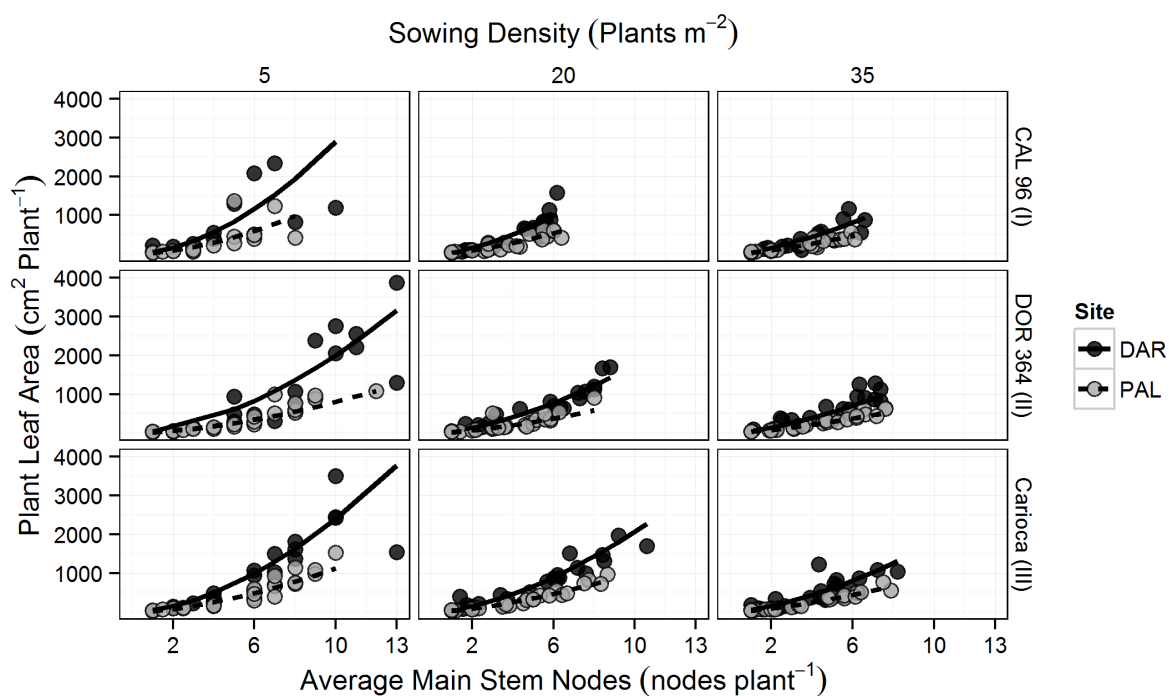 Sowing Density (Plants m⁻²)
5 20 35
4000
3000
2000
1000
CAL 96 (I)
4000
3000
2000
1000
DOR 364 (II)
4000
3000
2000
1000
Carioca (III)
Plant Leaf Area (cm² Plant⁻¹)
2 6 10 13 2 6 10 13 2 6 10 13
Average Main Stem Nodes (nodes plant⁻¹)
Site
DAR
PAL